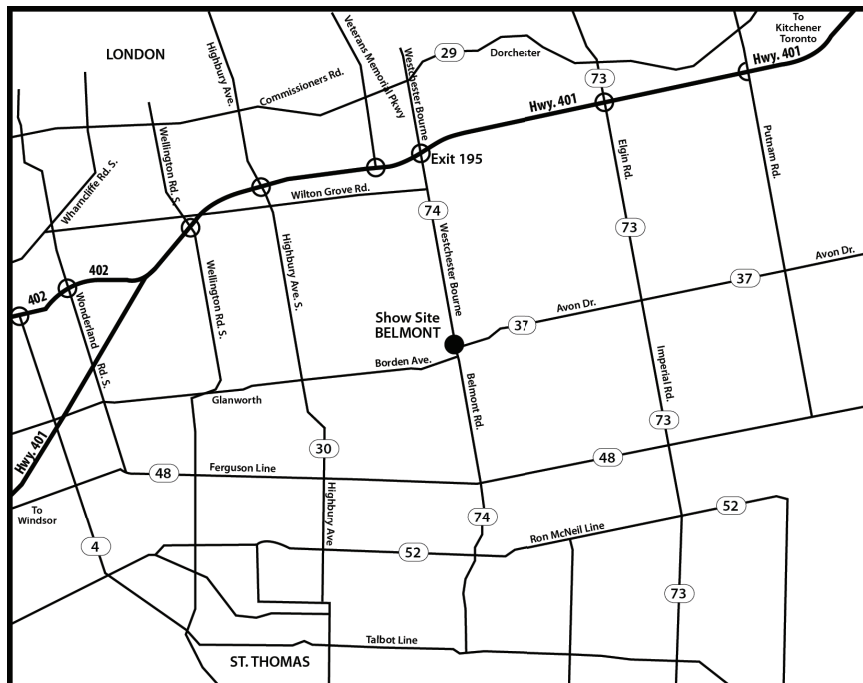 To
Kitchener
Toronto
LONDON
Highbury Ave.
Veterans Memorial Pkwy
Westchester Bourne
29
Dorchester
Hwy. 401
73
Commissioners Rd.
Hwy. 401
Wellington Rd. S.
Elgin Rd.
Putnam Rd.
Exit 195
Wharncliffe Rd. S.
Wilton Grove Rd.
74
73
Westchester Bourne
Highbury Ave. S.
Wellington Rd. S.
Avon Dr.
37
402
402
Wonderland Rd. S.
Avon Dr.
37
Show Site
BELMONT
Borden Ave.
Imperial Rd.
Belmont Rd.
Glanworth
73
Hwy. 401
30
48
Ferguson Line
48
To
Windsor
Highbury Ave
74
52
Ron McNeil Line
4
52
73
Talbot Line
ST. THOMAS